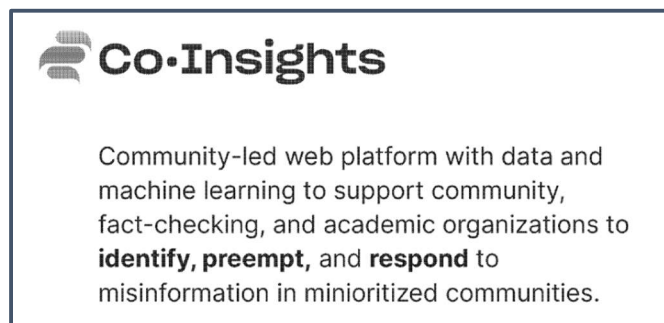 Co•Insights
Community-led web platform with data and
machine learning to support community,
fact-checking, and academic organizations to
identify, preempt, and respond to
misinformation in minioritized communities.